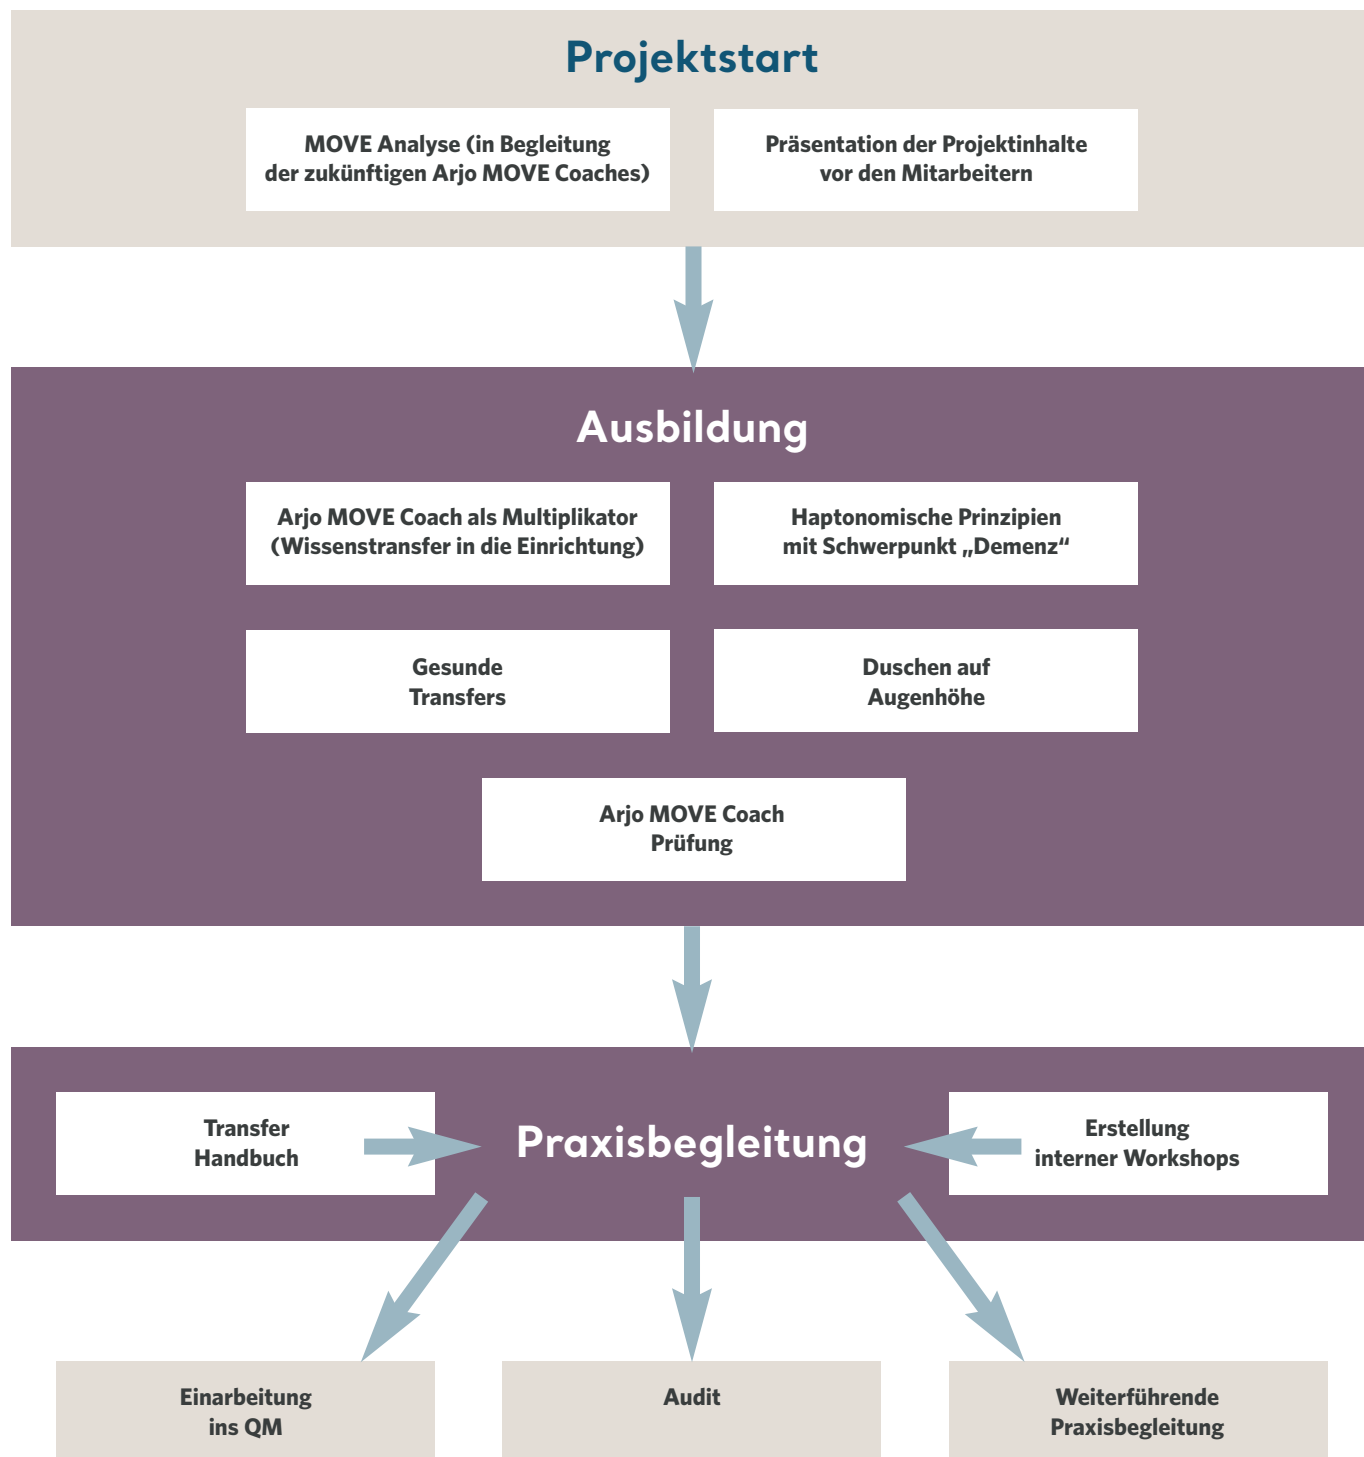 Projektstart
MOVE Analyse (in Begleitung
der zukünftigen Arjo MOVE Coaches)
Präsentation der Projektinhalte
vor den Mitarbeitern
Ausbildung
Arjo MOVE Coach als Multiplikator
(Wissenstransfer in die Einrichtung)
Haptonomische Prinzipien
mit Schwerpunkt „Demenz“
Gesunde
Transfers
Duschen auf
Augenhöhe
Arjo MOVE Coach
Prüfung
Transfer
Handbuch
Praxisbegleitung
Erstellung
interner Workshops
Einarbeitung
ins QM
Audit
Weiterführende
Praxisbegleitung